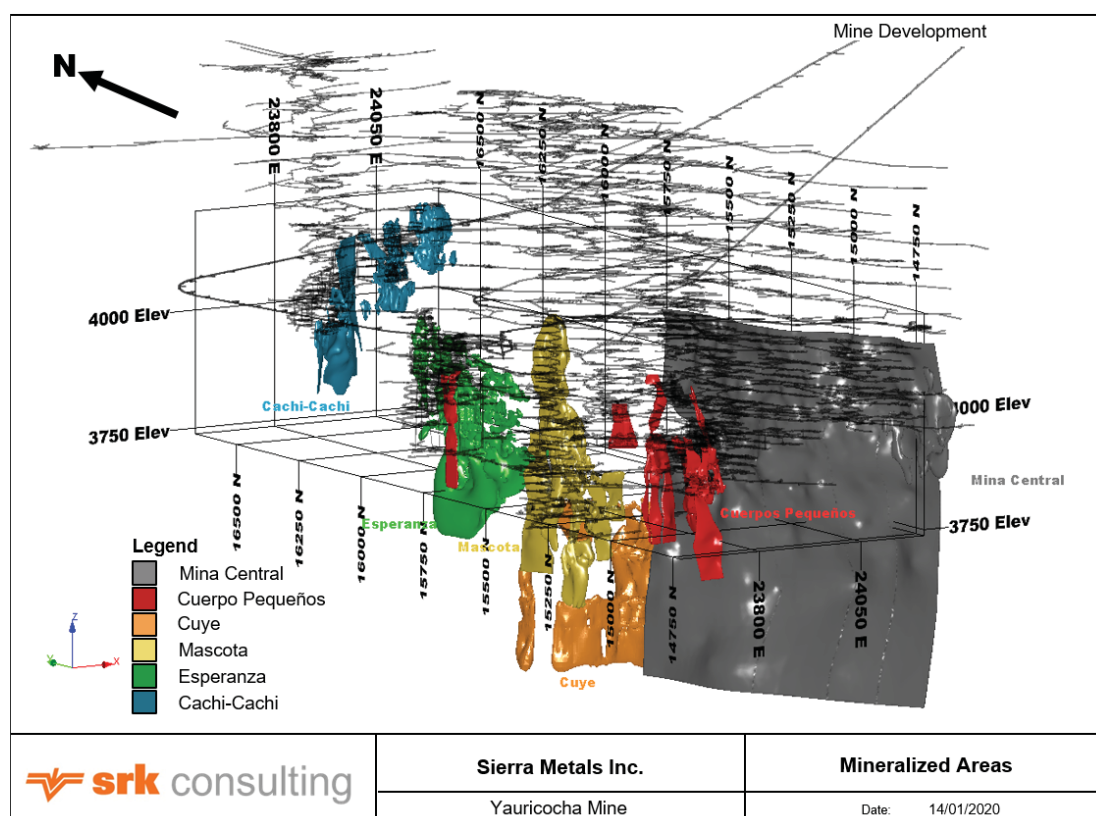 Mine Development
N
23800 E
24050 E
16500 N
16250 N
16000 N
15750 N
15500 N
15250 N
15000 N
14750 N
4000 Elev
3750 Elev
4000 Elev
3750 Elev
Cachi-Cachi
Esperanza
Mascota
Cuye
Cuerpos Pequeños
Mina Central
16500 N
16250 N
16000 N
15750 N
15500 N
15250 N
15000 N
14750 N
23800 E
24050 E
Legend
Mina Central
Cuerpo Pequeños
Cuye
Mascota
Esperanza
Cachi-Cachi
Z
Y
X
srk consulting
Sierra Metals Inc.
Yauricocha Mine
Mineralized Areas
Date: 14/01/2020